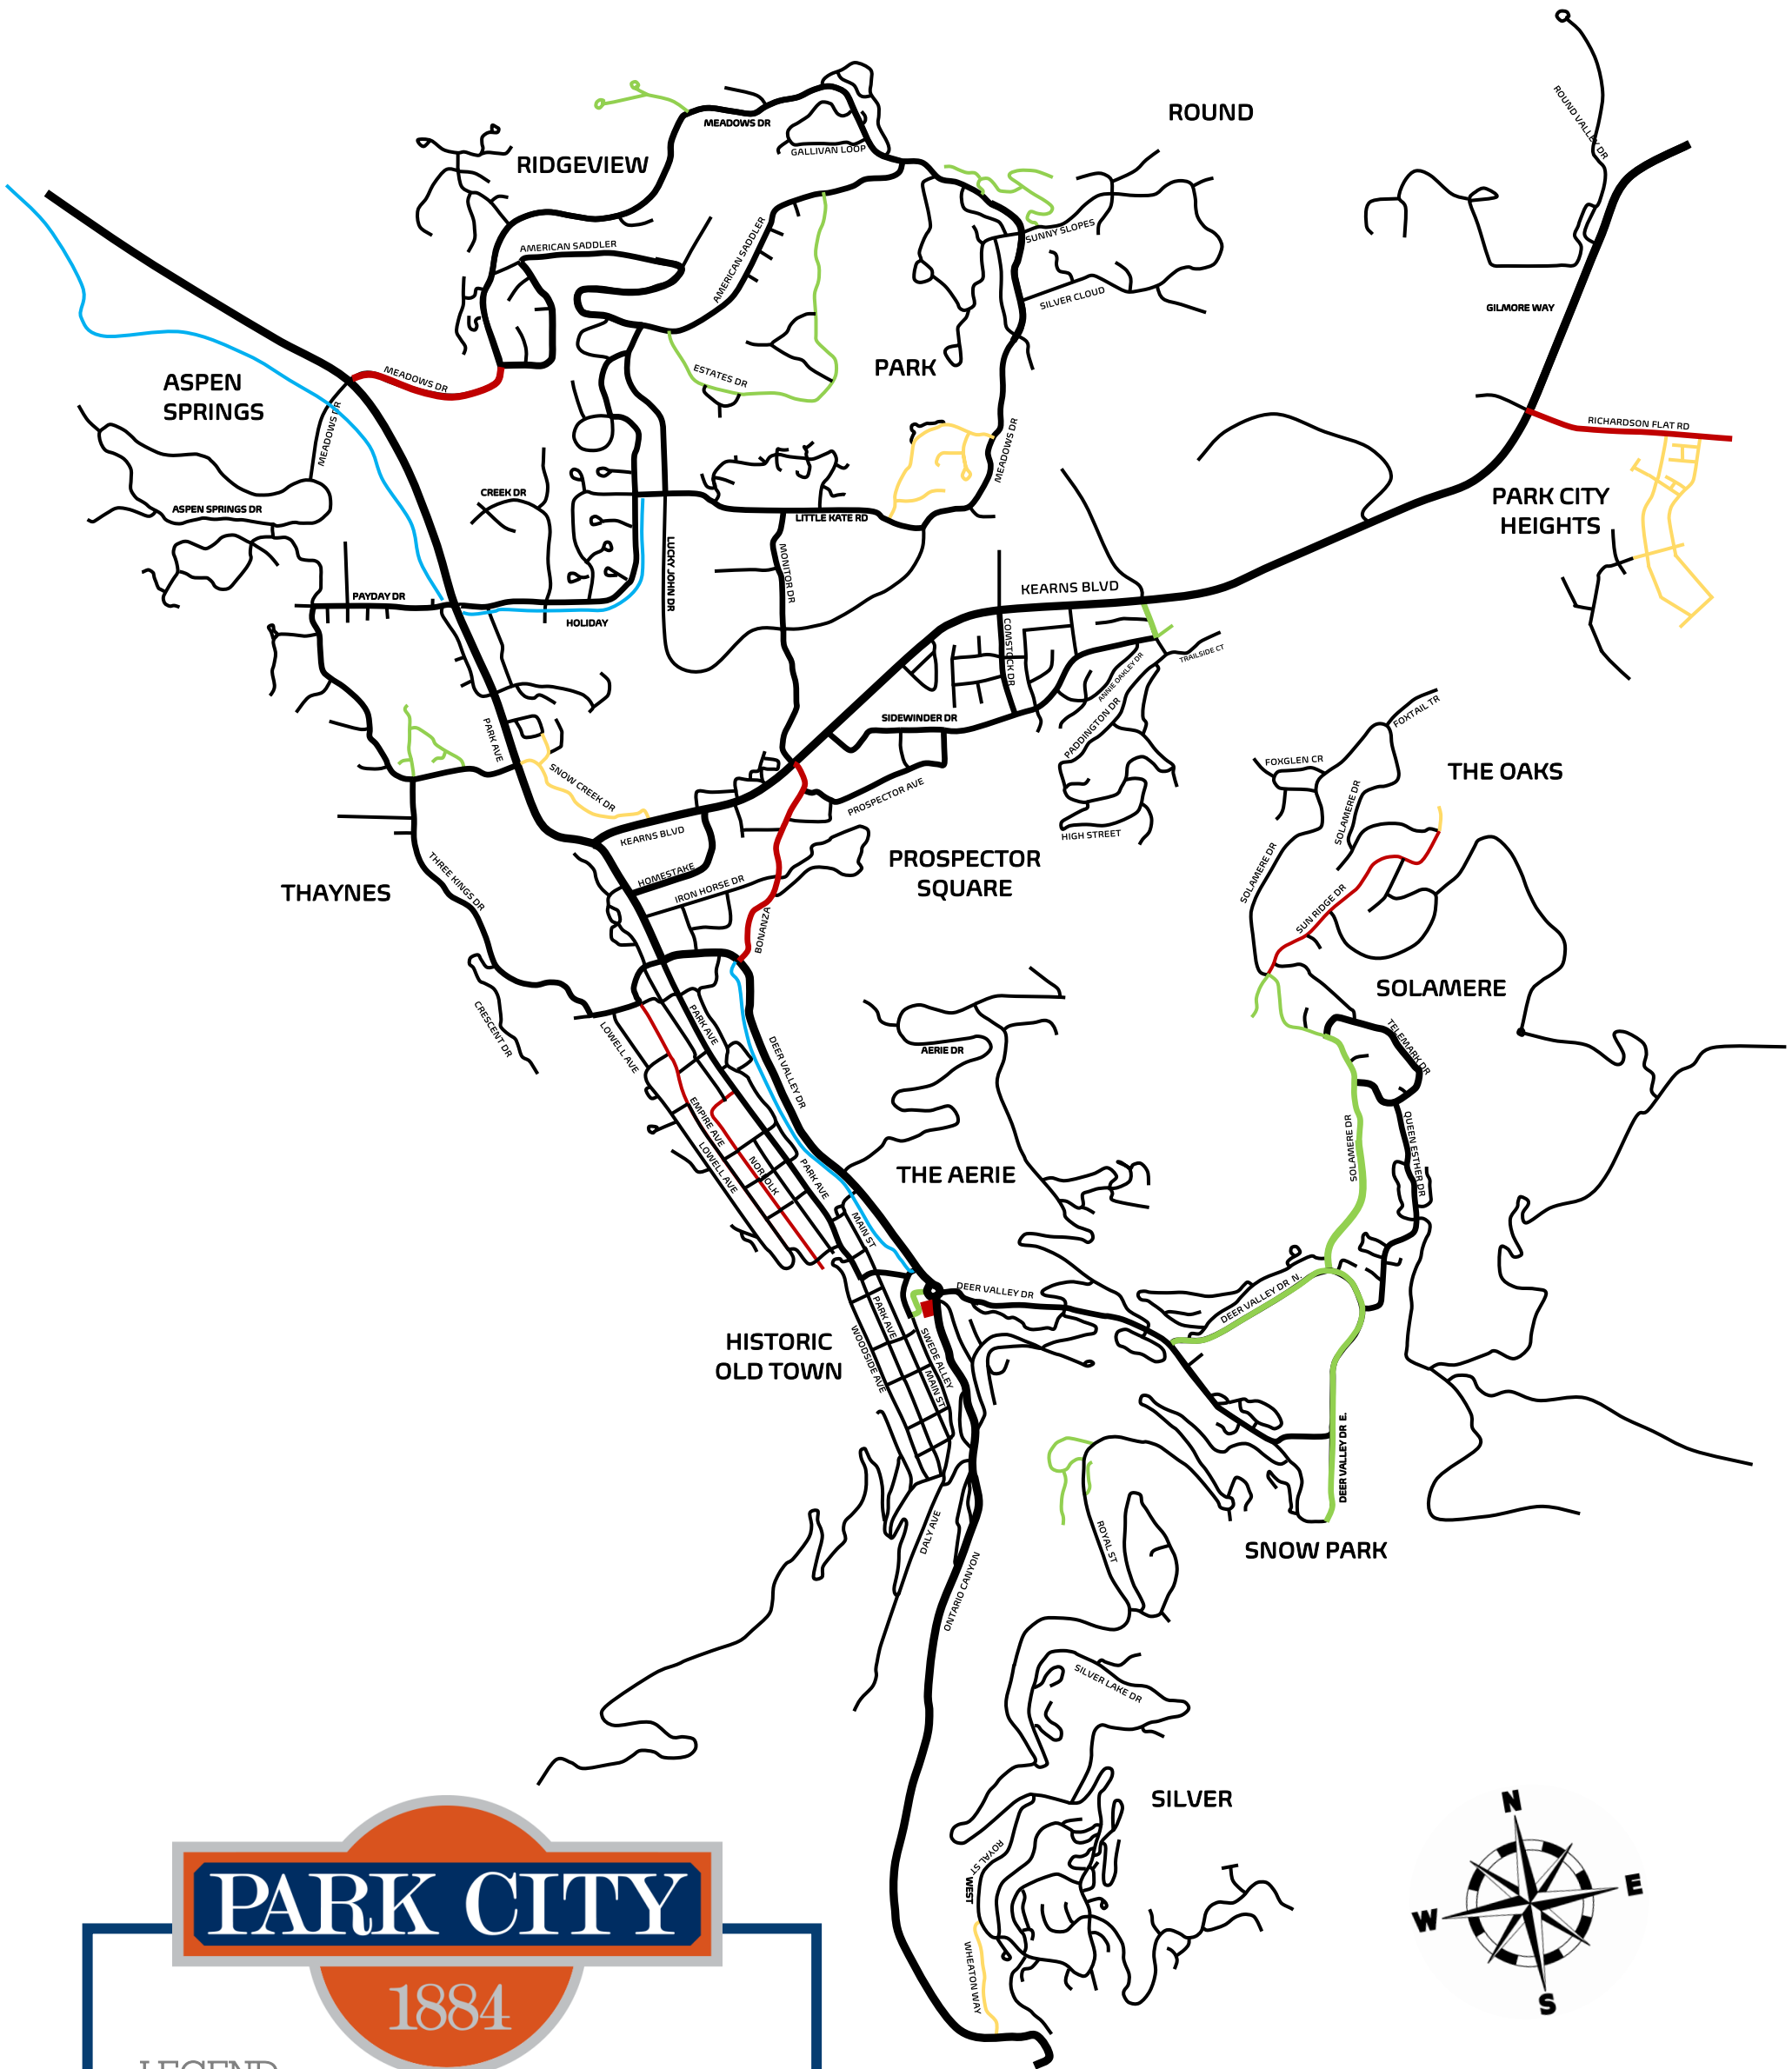 ROUND
ROUND VALLEY DR
MEADOWS DR
GALLIVAN LOOP
RIDGEVIEW
AMERICAN SADDLER
AMERICAN SADDLER
SUNNY SLOPES
SILVER CLOUD
GILMORE WAY
ASPEN
SPRINGS
MEADOWS DR
MEADOWS DR
ESTATES DR
PARK
RICHARDSON FLAT RD
MEADOWS DR
PARK CITY
HEIGHTS
CREEK DR
ASPEN SPRINGS DR
LITTLE KATE RD
LUCKY JOHN DR
MONITOR DR
KEARNS BLVD
PAYDAY DR
HOLIDAY
COMSTOCK DR
ANNIE OAKLEY DR
TRAILSIDE CT
PARK AVE
SIDEWINDER DR
PADDINGTON DR
FOXTAIL TR
FOXGLEN CR
THE OAKS
SNOW CREEK DR
PROSPECTOR AVE
SOLAMERE DR
KEARNS BLVD
HIGH STREET
PROSPECTOR
SQUARE
SOLAMERE DR
THREE KINGS DR
THAYNES
HOMESTAKE
IRON HORSE DR
SUN RIDGE DR
BONANZA
SOLAMERE
CRESCENT DR
LOWELL AVE
PARK AVE
AERIE DR
TELEMARK DR
DEER VALLEY DR
EMPIRE AVE
LOWELL AVE
NORFOLK
PARK AVE
THE AERIE
SOLAMERE DR
QUEEN ESTHER DR
MAIN ST
DEER VALLEY DR
DEER VALLEY DR N.
HISTORIC
OLD TOWN
PARK AVE
WOODSIDE AVE
SWEDE ALLEY
MAIN ST
DEER VALLEY DR E.
DALY AVE
ROYAL ST
SNOW PARK
ONTARIO CANYON
SILVER LAKE DR
SILVER
ROYAL ST
WEST
WHEATON WAY
N
E
W
S
PARK CITY
1884
LEGEND